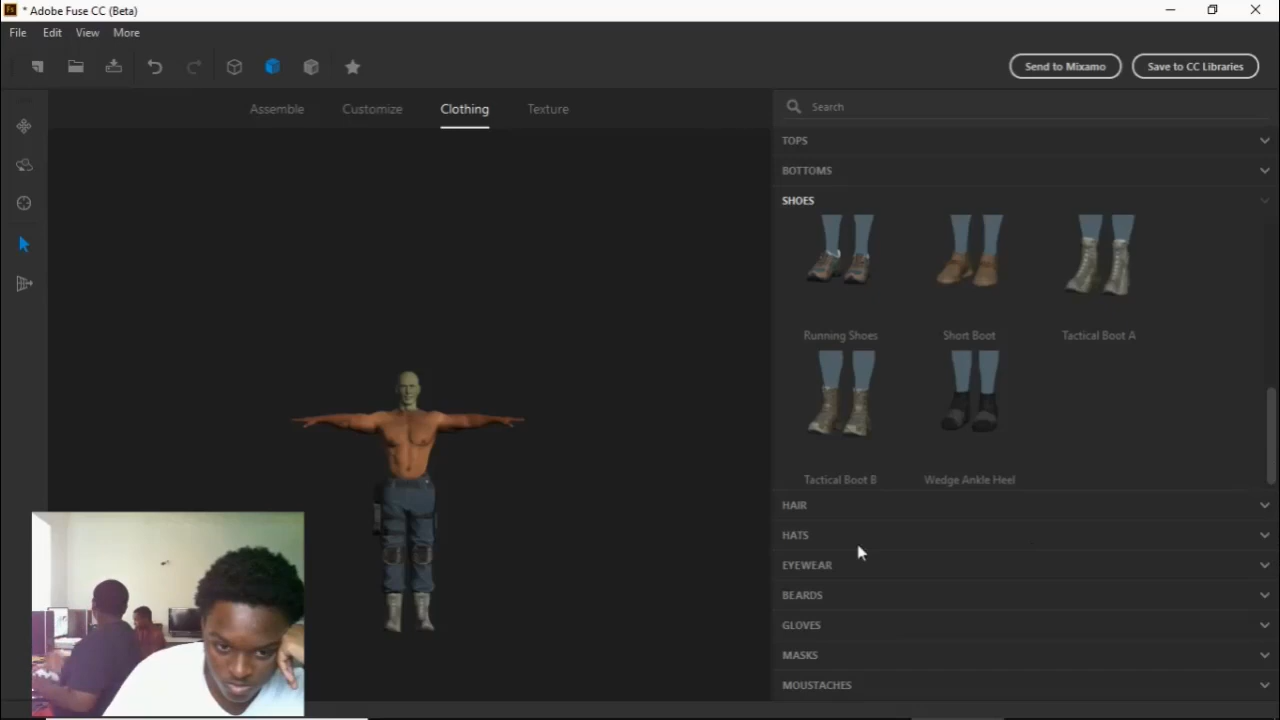 Fs * Adobe Fuse CC (Beta)
File Edit View More
Send to Mixamo Save to CC Libraries
Assemble Customize Clothing Texture
Search
TOPS
BOTTOMS
SHOES
Running Shoes Short Boot Tactical Boot A
Tactical Boot B Wedge Ankle Heel
HAIR
HATS
EYEWEAR
BEARDS
GLOVES
MASKS
MOUSTACHES